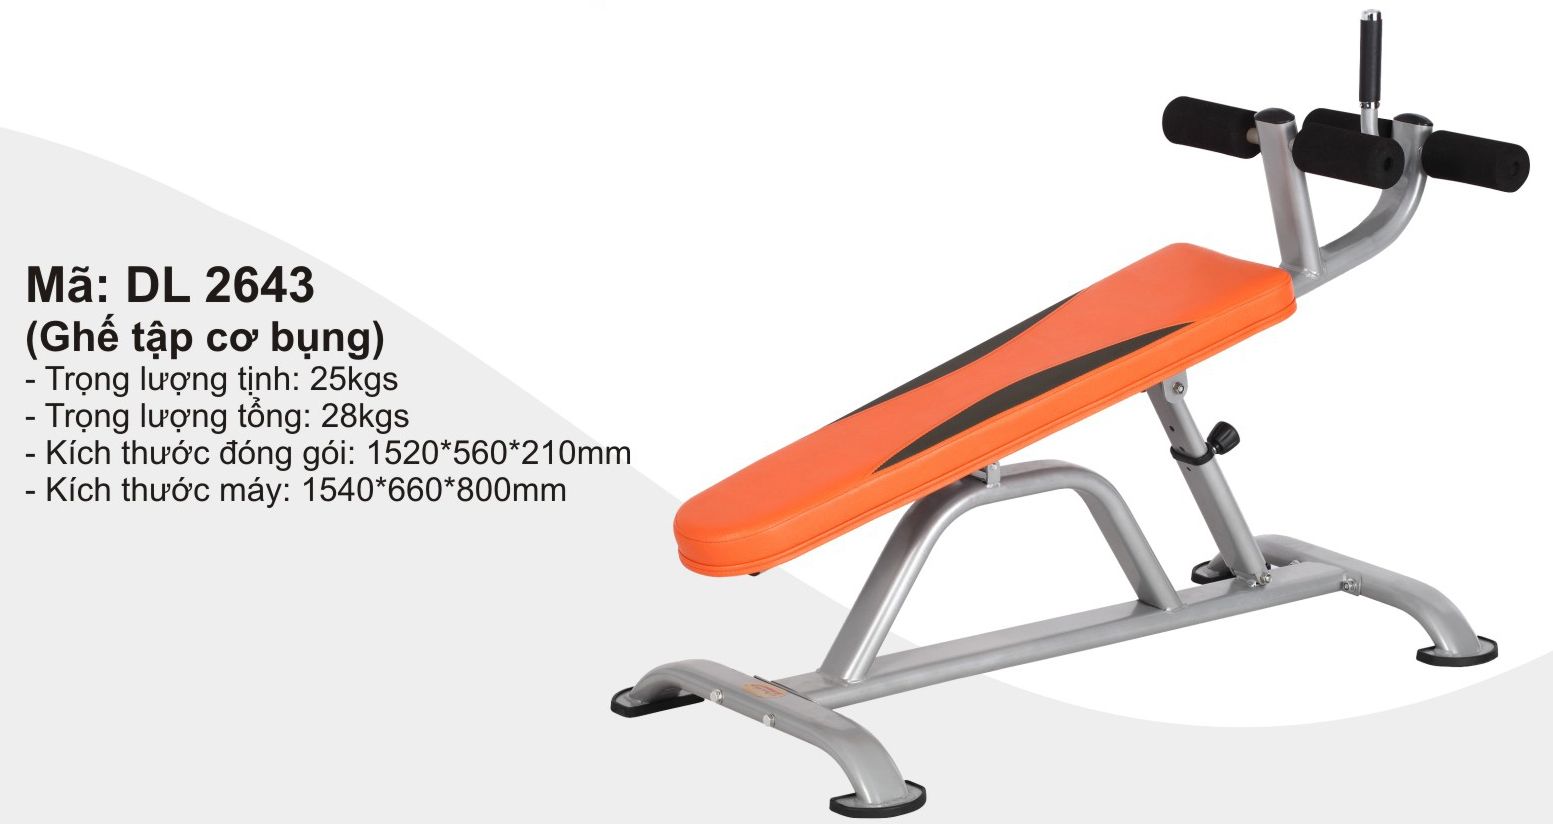 Mã: DL 2643
(Ghế tập cơ bụng)
- Trọng lượng tịnh: 25kgs
- Trọng lượng tổng: 28kgs
- Kích thước đóng gói: 1520*560*210mm
- Kích thước máy: 1540*660*800mm